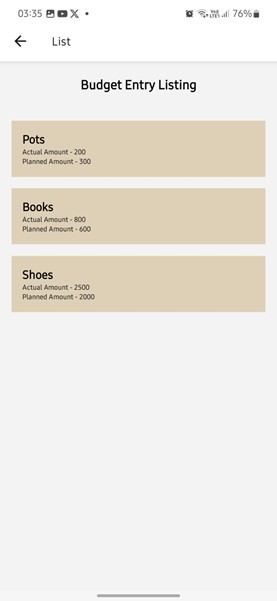 03:35
76%
List
Budget Entry Listing
Pots
Actual Amount - 200
Planned Amount - 300
Books
Actual Amount - 800
Planned Amount - 600
Shoes
Actual Amount - 2500
Planned Amount - 2000